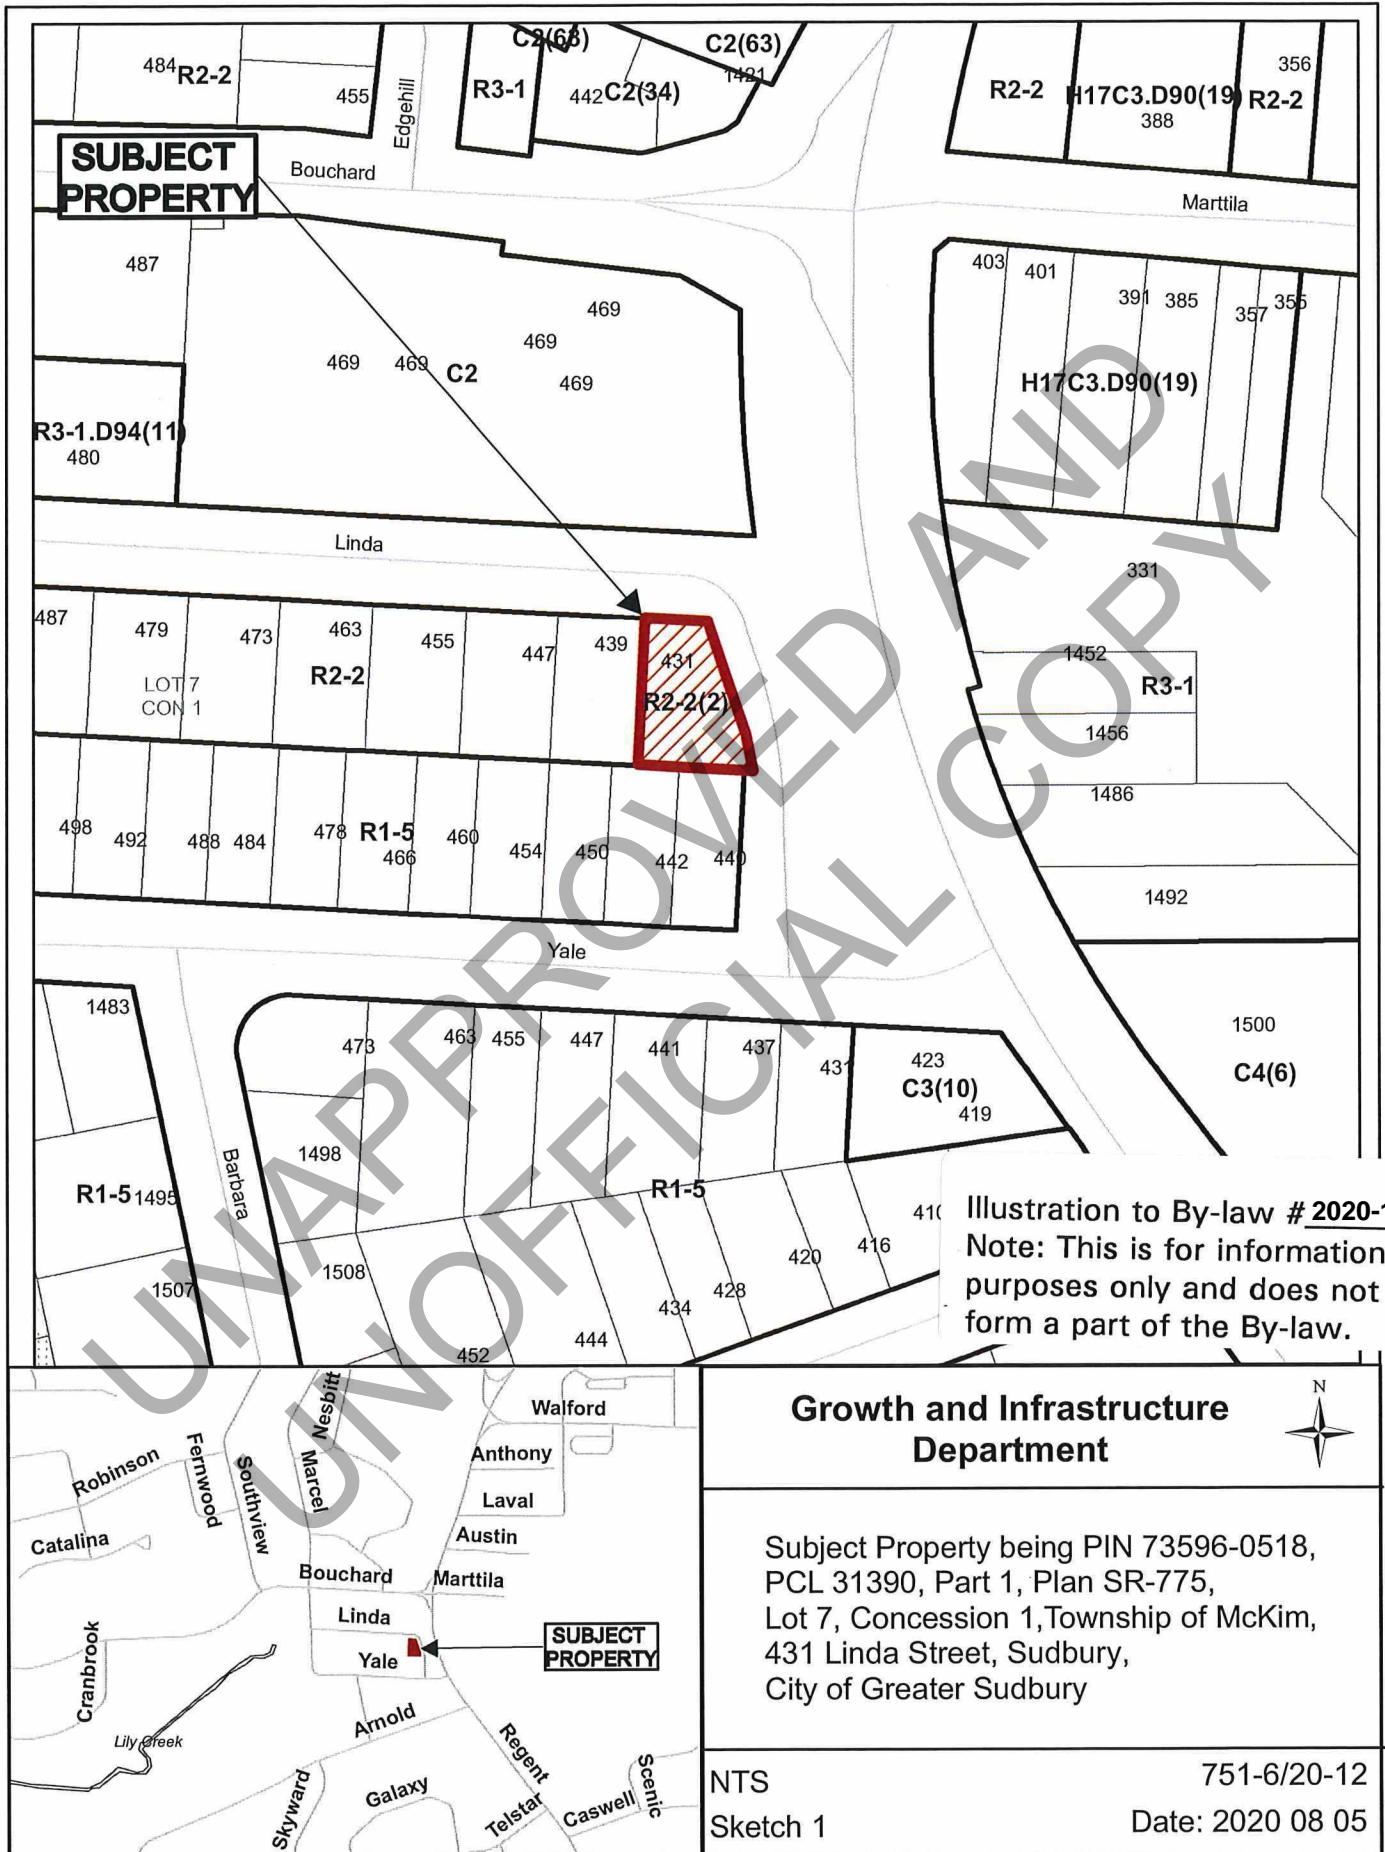 C2(63)
C2(63)
1421
484 R2-2
455
Edgehill
R3-1
442 C2(34)
R2-2
H17C3.D90(19)
388
R2-2
356
SUBJECT
PROPERTY
Bouchard
Marttila
487
469
469
469
469
469
C2
403
401
391
385
357
355
H17C3.D90(19)
R3-1.D94(11)
480
Linda
331
487
479
473
463
455
447
439
431
R2-2
R2-2(2)
LOT 7
CON 1
1452
R3-1
1456
1486
1492
498
492
488
484
478
R1-5
466
460
454
450
442
440
Yale
1483
473
463
455
447
441
437
431
423
C3(10)
419
1500
C4(6)
1498
Barbara
R1-5 1495
R1-5
410
416
420
428
434
444
452
1507
1508
UNAPPROVED AND
UNOFFICIAL COPY
Illustration to By-law # 2020-
Note: This is for information
purposes only and does not
form a part of the By-law.
Nesbitt
Walford
Robinson
Fernwood
Southview
Marcel
Anthony
Laval
Austin
Catalina
Bouchard
Marttila
Linda
Yale
SUBJECT
PROPERTY
Cranbrook
Lily Creek
Arnold
Regent
Skyward
Galaxy
Telstar
Caswell
Scenic
Growth and Infrastructure
Department
N
Subject Property being PIN 73596-0518,
PCL 31390, Part 1, Plan SR-775,
Lot 7, Concession 1,Township of McKim,
431 Linda Street, Sudbury,
City of Greater Sudbury
NTS
751-6/20-12
Sketch 1
Date: 2020 08 05